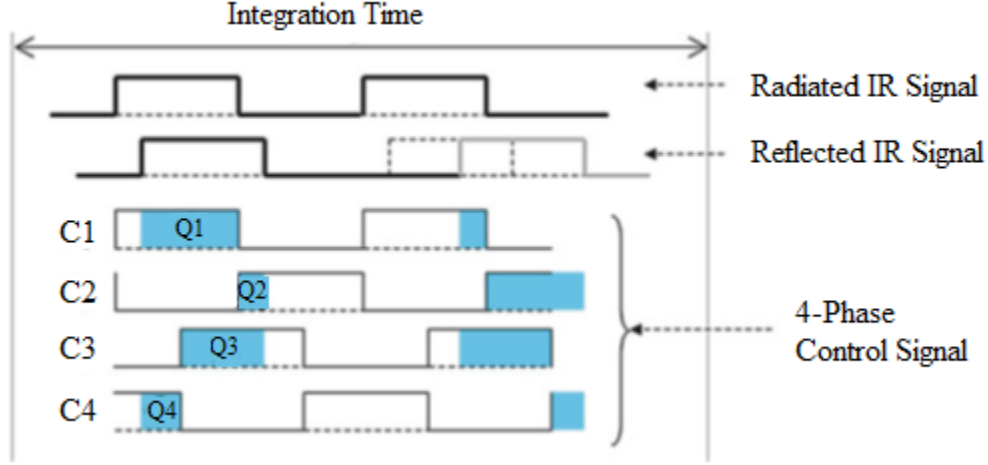 Integration Time
Radiated IR Signal
Reflected IR Signal
C1
Q1
C2
Q2
C3
Q3
C4
Q4
4-Phase
Control Signal